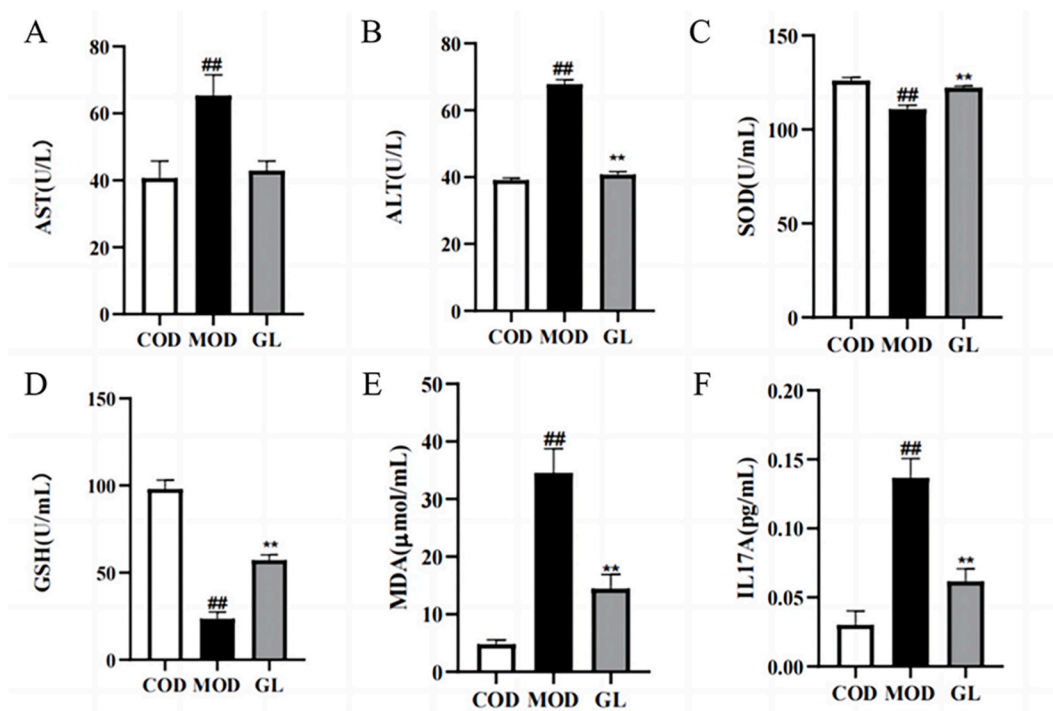 A
AST(U/L)
80
60
40
20
0
##
COD MOD GL
B
ALT(U/L)
80
60
40
20
0
##
**
COD MOD GL
C
SOD(U/mL)
150
100
50
0
##
**
COD MOD GL
D
GSH(U/mL)
150
100
50
0
##
**
COD MOD GL
E
MDA(μmol/mL)
50
40
30
20
10
0
##
**
COD MOD GL
F
IL17A(pg/mL)
0.20
0.15
0.10
0.05
0.00
##
**
COD MOD GL